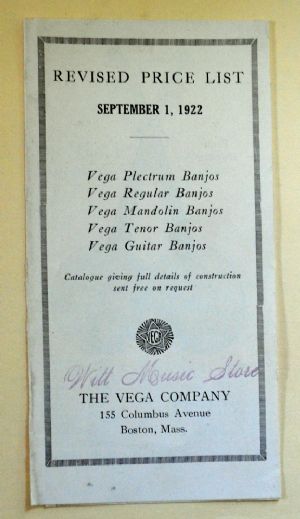 REVISED PRICE LIST
SEPTEMBER 1, 1922
Vega Plectrum Banjos
Vega Regular Banjos
Vega Mandolin Banjos
Vega Tenor Banjos
Vega Guitar Banjos
Catalogue giving full details of construction
sent free on request
VEGA
Witt Music Store
THE VEGA COMPANY
155 Columbus Avenue
Boston, Mass.